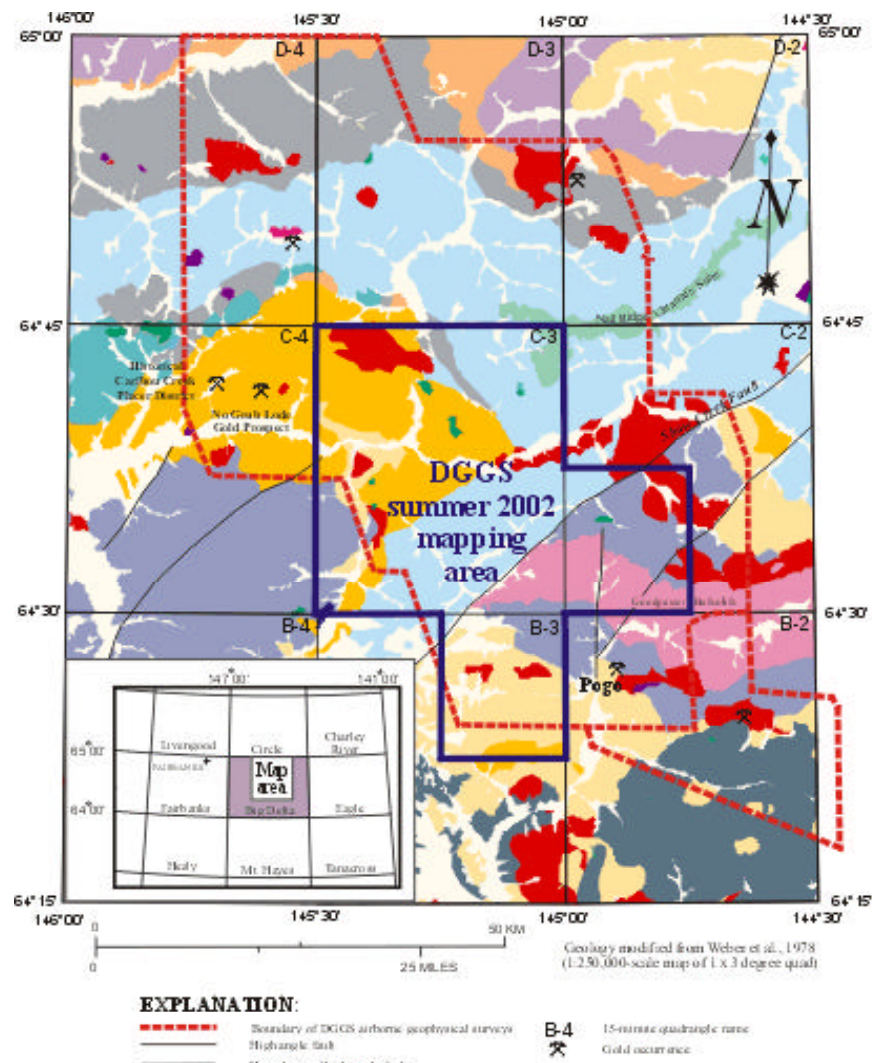 146°00'
145°30'
145°00'
144°30'
65°00'
65°00'
D-4
D-3
D-2
N
64°45'
64°45'
C-4
C-3
C-2
Historical
Caribou Creek
Placer District
No Grub Lode
Gold Prospect
DGGS
summer 2002
mapping
area
64°30'
64°30'
B-4
B-3
B-2
Pogo
147°00'
141°00'
65°00'
64°00'
Livengood
Circle
Charley
River
FAIRBANKS
Map
area
Fairbanks
Big Delta
Eagle
Healy
Mt. Hayes
Tanacross
64°15'
64°15'
146°00'
145°30'
145°00'
144°30'
0
50 KM
0
25 MILES
Geology modified from Weber et al., 1978
(1:250,000-scale map of 1 x 3 degree quad)
EXPLANATION:
Boundary of DGGS airborne geophysical surveys
B-4
15-minute quadrangle name
High angle fault
Gold occurrence